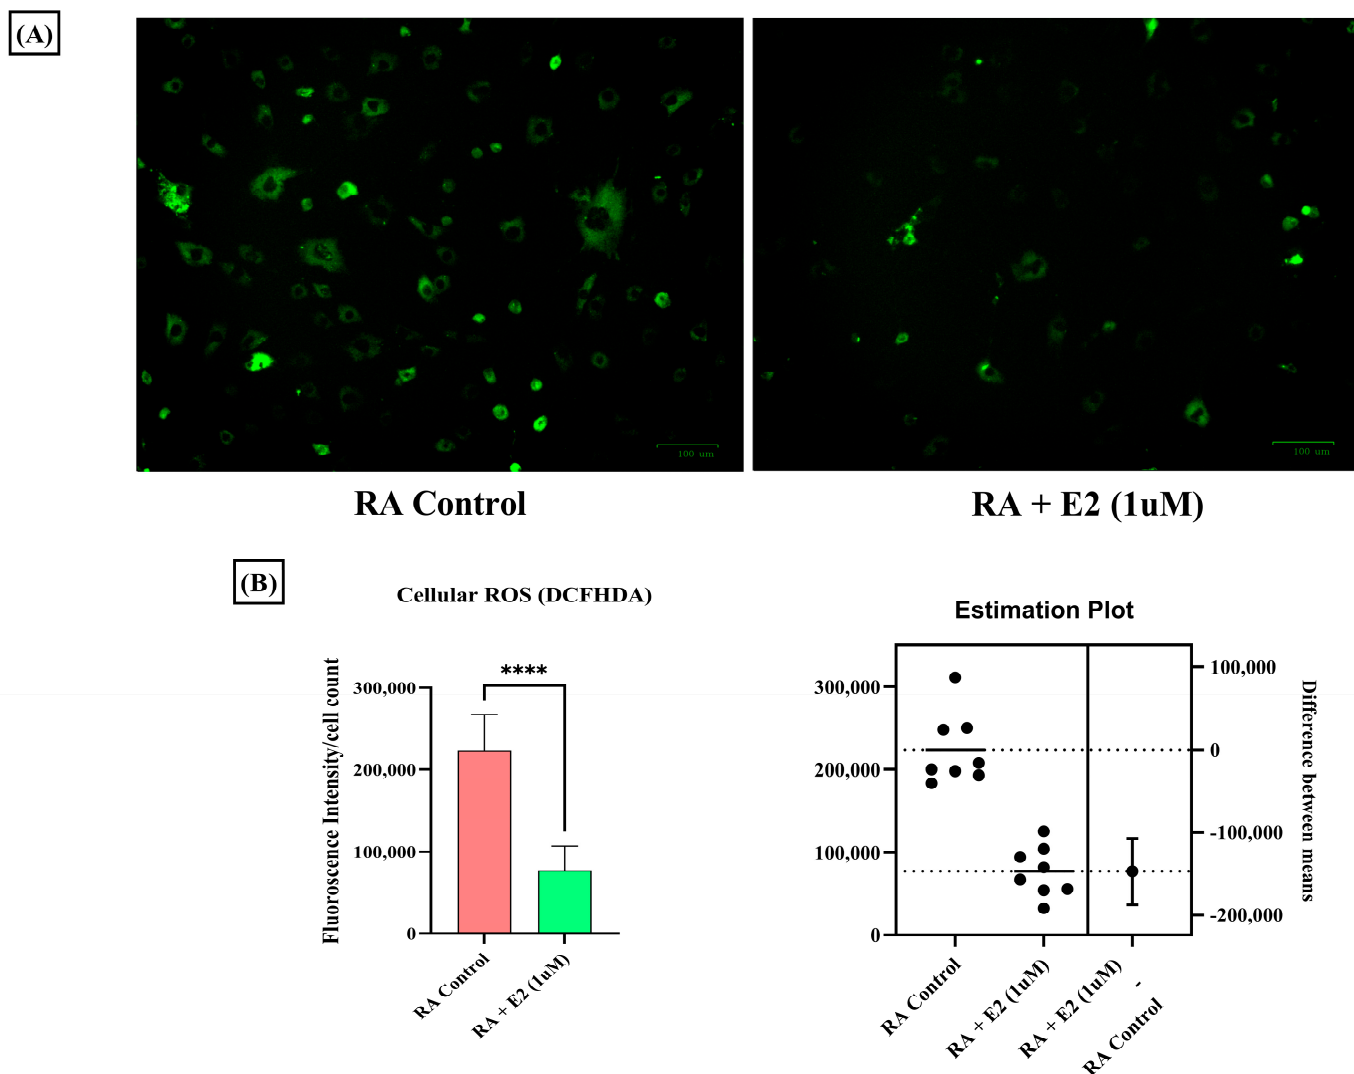 (A)
100 um
100 um
RA Control
RA + E2 (1uM)
(B)
Cellular ROS (DCFHDA)
Fluoroscence Intensity/cell count
300,000
200,000
100,000
0
****
RA Control
RA + E2 (1uM)
Estimation Plot
300,000
200,000
100,000
0
100,000
0
-100,000
-200,000
Difference between means
RA Control
RA + E2 (1uM)
RA + E2 (1uM)
-
RA Control